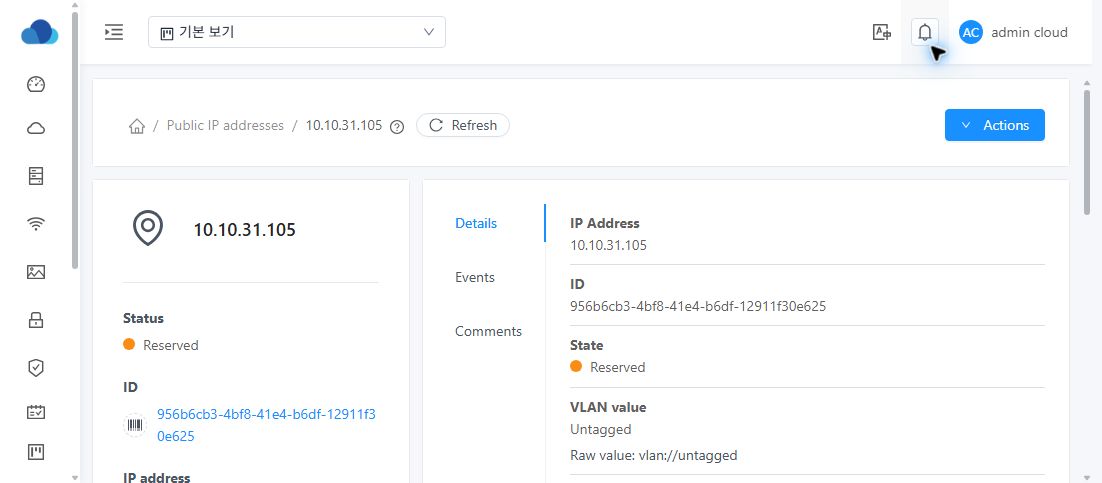 기본 보기
AC admin cloud
/ Public IP addresses / 10.10.31.105 Refresh
Actions
10.10.31.105
Status
Reserved
ID
956b6cb3-4bf8-41e4-b6df-12911f3
0e625
IP address
Details
Events
Comments
IP Address
10.10.31.105
ID
956b6cb3-4bf8-41e4-b6df-12911f30e625
State
Reserved
VLAN value
Untagged
Raw value: vlan://untagged